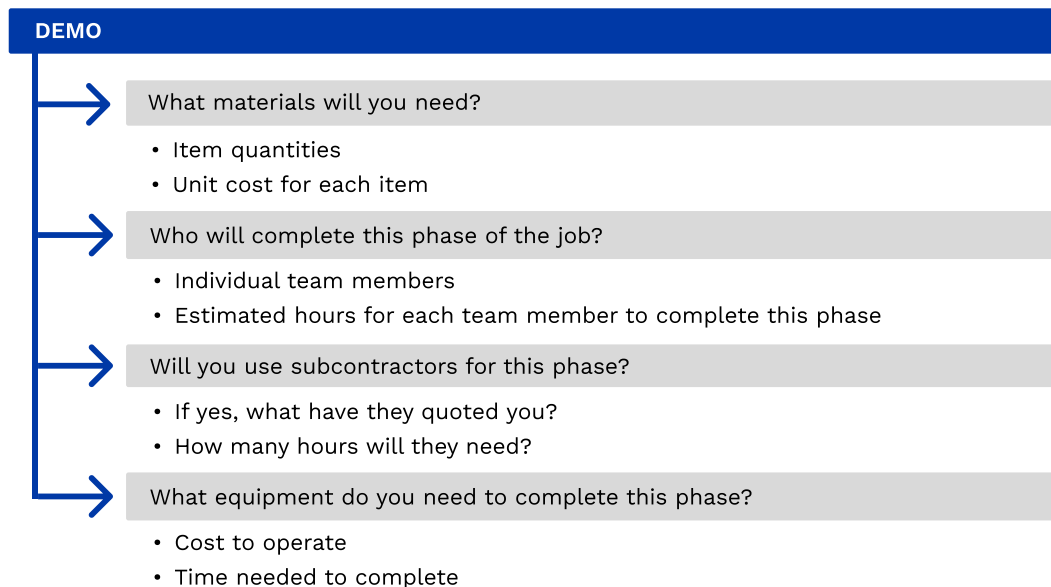 DEMO
What materials will you need?
• Item quantities
• Unit cost for each item
Who will complete this phase of the job?
• Individual team members
• Estimated hours for each team member to complete this phase
Will you use subcontractors for this phase?
• If yes, what have they quoted you?
• How many hours will they need?
What equipment do you need to complete this phase?
• Cost to operate
• Time needed to complete